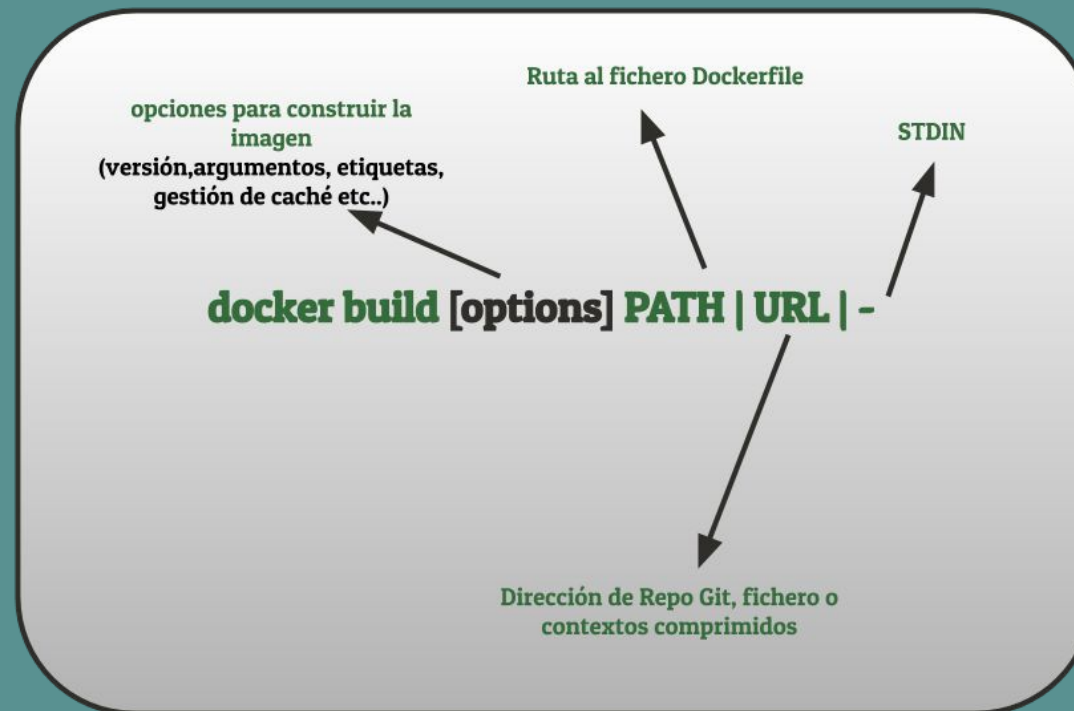 Ruta al fichero Dockerfile
opciones para construir la
imagen
(versión,argumentos, etiquetas,
gestión de caché etc..)
STDIN
docker build [options] PATH | URL | -
Dirección de Repo Git, fichero o
contextos comprimidos